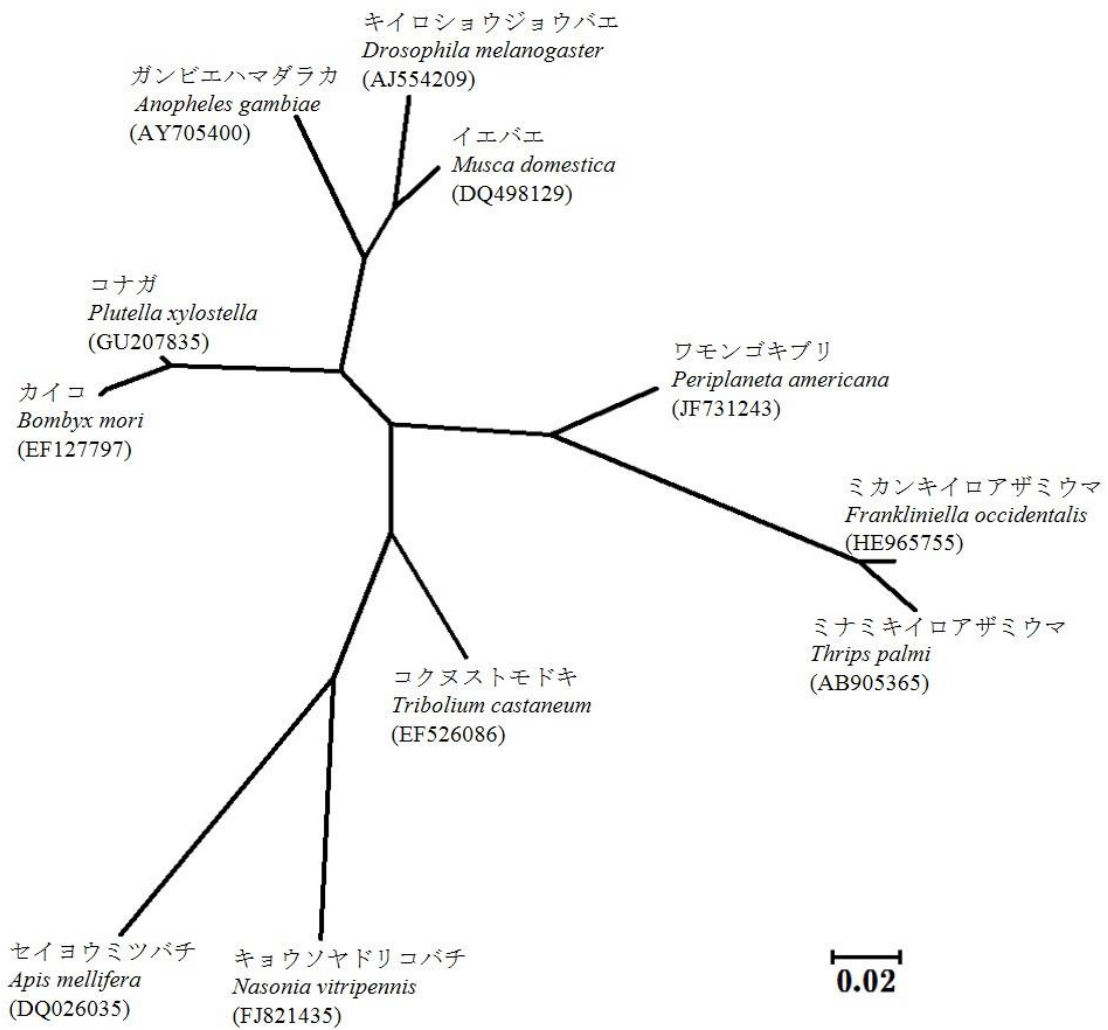 キイロショウジョウバエ
Drosophila melanogaster
(AJ554209)
ガンビエハマダラカ
Anopheles gambiae
(AY705400)
イエバエ
Musca domestica
(DQ498129)
コナガ
Plutella xylostella
(GU207835)
カイコ
Bombyx mori
(EF127797)
ワモンゴキブリ
Periplaneta americana
(JF731243)
ミカンキイロアザミウマ
Frankliniella occidentalis
(HE965755)
ミナミキイロアザミウマ
Thrips palmi
(AB905365)
コクヌストモドキ
Tribolium castaneum
(EF526086)
セイヨウミツバチ
Apis mellifera
(DQ026035)
キョウソヤドリコバチ
Nasonia vitripennis
(FJ821435)
0.02